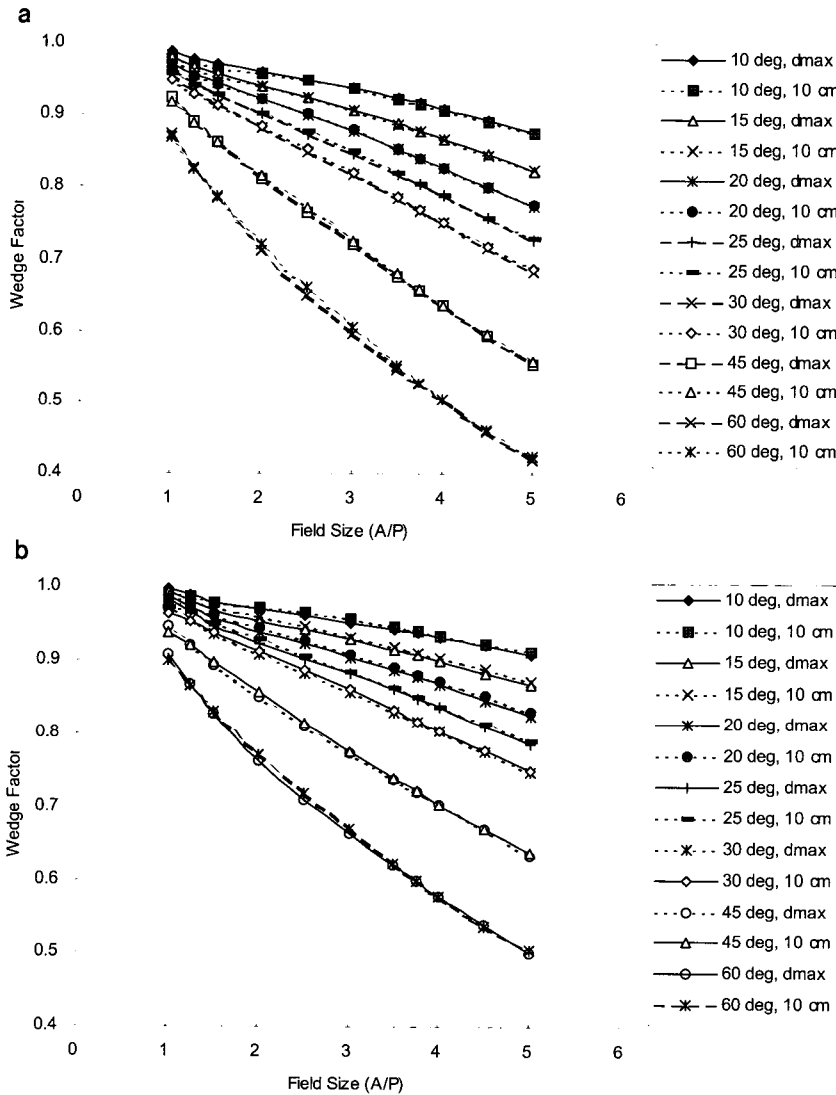 a
1.0
0.9
0.8
0.7
0.6
0.5
0.4
Wedge Factor
0 1 2 3 4 5 6
Field Size (A/P)
10 deg, dmax
10 deg, 10 cm
15 deg, dmax
15 deg, 10 cm
20 deg, dmax
20 deg, 10 cm
25 deg, dmax
25 deg, 10 cm
30 deg, dmax
30 deg, 10 cm
45 deg, dmax
45 deg, 10 cm
60 deg, dmax
60 deg, 10 cm
b
1.0
0.9
0.8
0.7
0.6
0.5
0.4
Wedge Factor
0 1 2 3 4 5 6
Field Size (A/P)
10 deg, dmax
10 deg, 10 cm
15 deg, dmax
15 deg, 10 cm
20 deg, dmax
20 deg, 10 cm
25 deg, dmax
25 deg, 10 cm
30 deg, dmax
30 deg, 10 cm
45 deg, dmax
45 deg, 10 cm
60 deg, dmax
60 deg, 10 cm